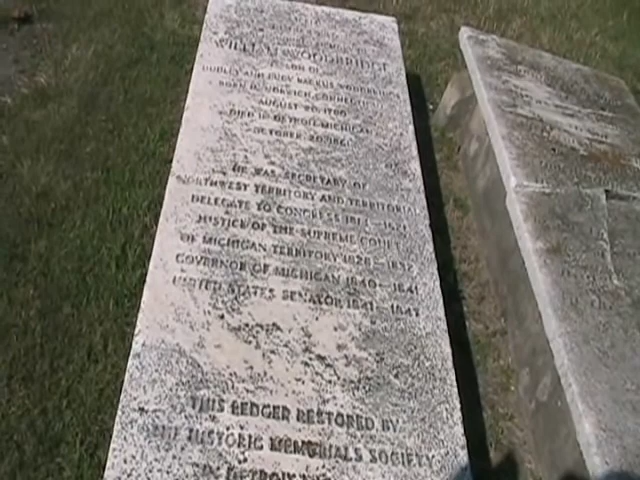 WILLIAM WOODBRIDGE
SON OF
DUDLEY AND LUCY BACKUS WOODBRIDGE
BORN IN NORWICH, CONNECTICUT
AUGUST 20, 1780
DIED IN DETROIT, MICHIGAN
OCTOBER 20, 1861
HE WAS SECRETARY OF
NORTHWEST TERRITORY AND TERRITORIAL
DELEGATE TO CONGRESS
JUSTICE OF THE SUPREME COURT
OF MICHIGAN TERRITORY 1828 – 1832
GOVERNOR OF MICHIGAN 1840 – 1841
UNITED STATES SENATOR 1841 – 1847
THIS LEDGER RESTORED BY
THE HISTORIC MEMORIALS SOCIETY
IN DETROIT